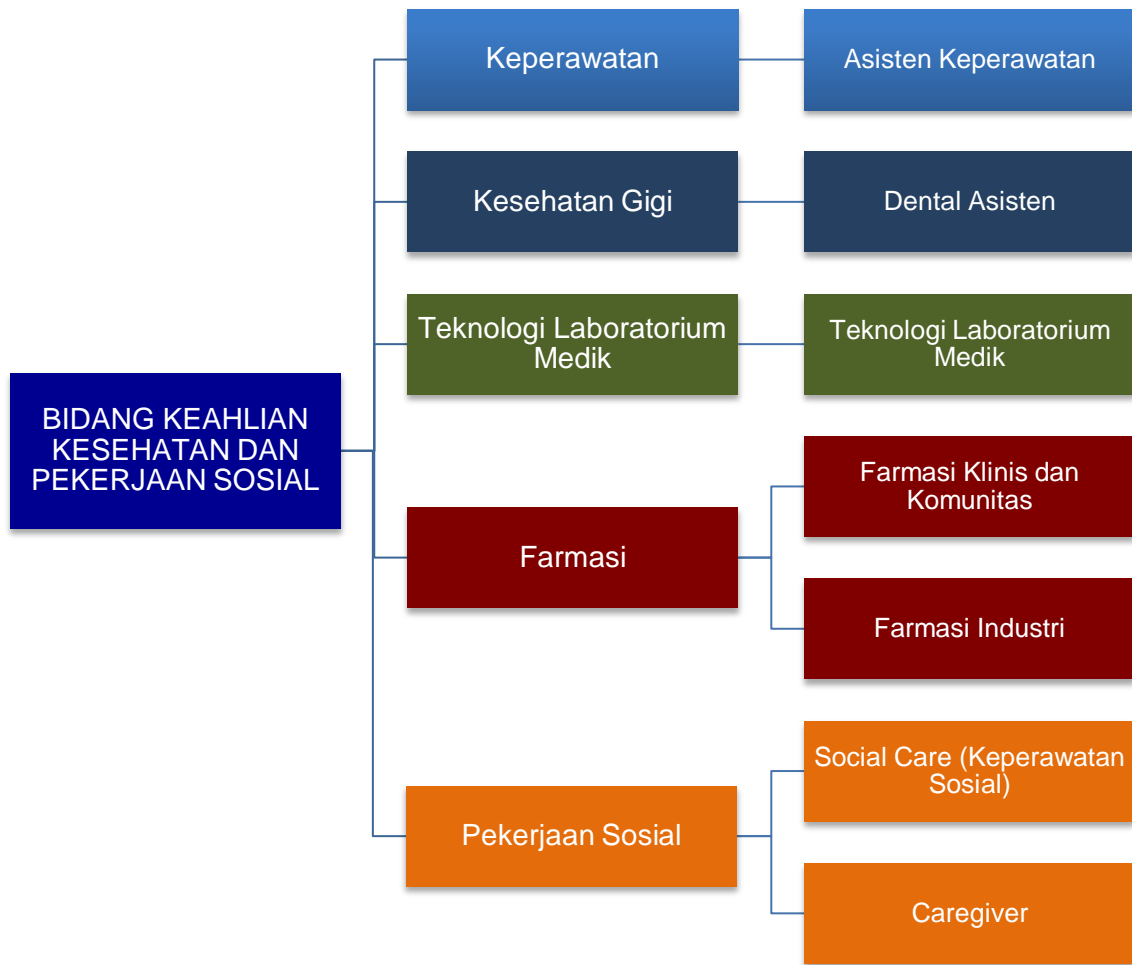 Keperawatan
Asisten Keperawatan
Kesehatan Gigi
Dental Asisten
Teknologi Laboratorium
Medik
Teknologi Laboratorium
Medik
BIDANG KEAHLIAN
KESEHATAN DAN
PEKERJAAN SOSIAL
Farmasi
Farmasi Klinis dan
Komunitas
Farmasi Industri
Pekerjaan Sosial
Social Care (Keperawatan
Sosial)
Caregiver